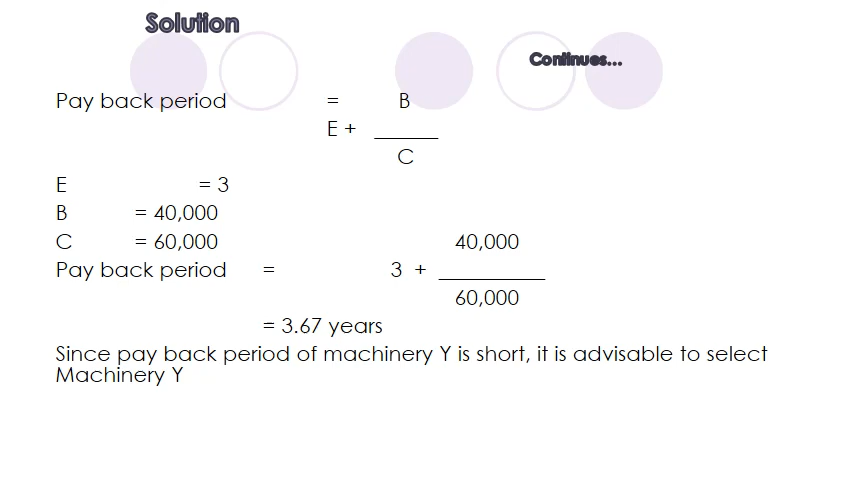 Solution
Continues...
Pay back period = B
E + ______
C
E = 3
B = 40,000
C = 60,000 40,000
Pay back period = 3 + __________
60,000
= 3.67 years
Since pay back period of machinery Y is short, it is advisable to select
Machinery Y